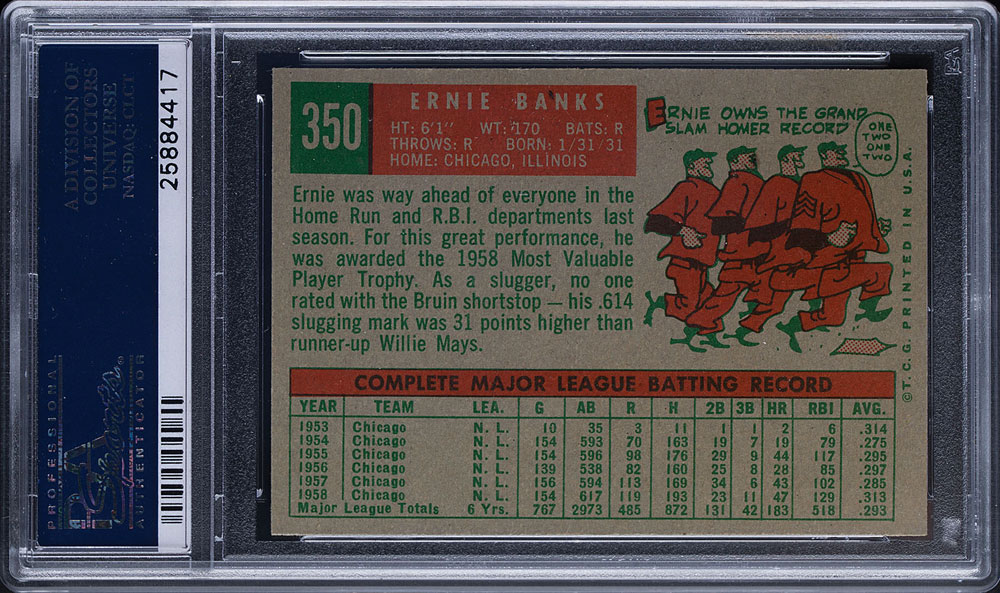 A DIVISION OF
COLLECTORS
UNIVERSE
NASDAQ: CLCT
25884417
PROFESSIONAL
PSA
AUTHENTICATOR
350
ERNIE BANKS
HT: 6'1" WT: 170 BATS: R
THROWS: R BORN: 1/31/31
HOME: CHICAGO, ILLINOIS
ERNIE OWNS THE GRAND
SLAM HOMER RECORD
ONE
TWO
ONE
TWO
Ernie was way ahead of everyone in the
Home Run and R.B.I. departments last
season. For this great performance, he
was awarded the 1958 Most Valuable
Player Trophy. As a slugger, no one
rated with the Bruin shortstop — his .614
slugging mark was 31 points higher than
runner-up Willie Mays.
COMPLETE MAJOR LEAGUE BATTING RECORD
YEAR TEAM LEA. G AB R H 2B 3B HR RBI AVG.
1953 Chicago N. L. 10 35 3 11 1 1 2 6 .314
1954 Chicago N. L. 154 593 70 163 19 7 19 79 .275
1955 Chicago N. L. 154 596 98 176 29 9 44 117 .295
1956 Chicago N. L. 139 538 82 160 25 8 28 85 .297
1957 Chicago N. L. 156 594 113 169 34 6 43 102 .285
1958 Chicago N. L. 154 617 119 193 23 11 47 129 .313
Major League Totals 6 Yrs. 767 2973 485 872 131 42 183 518 .293
©T.C.G. PRINTED IN U.S.A.